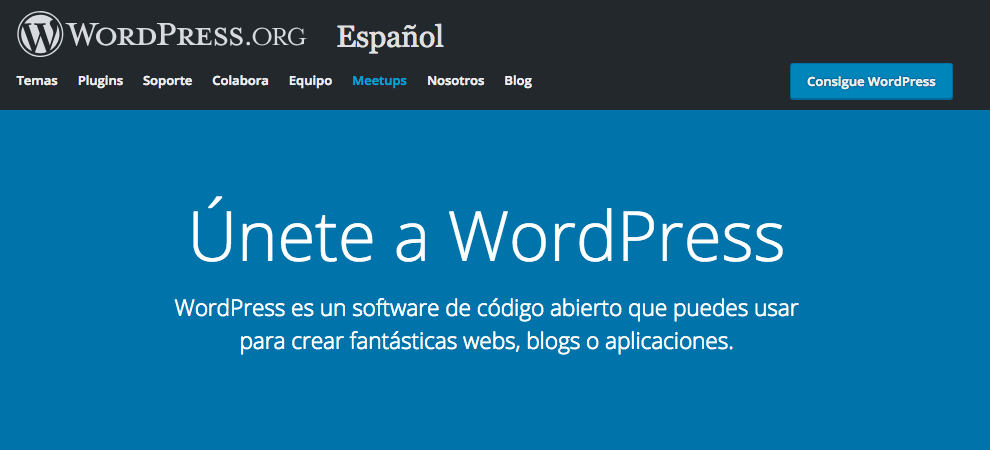 WORDPRESS.ORG Español
Temas Plugins Soporte Colabora Equipo Meetups Nosotros Blog Consigue WordPress
Únete a WordPress
WordPress es un software de código abierto que puedes usar
para crear fantásticas webs, blogs o aplicaciones.